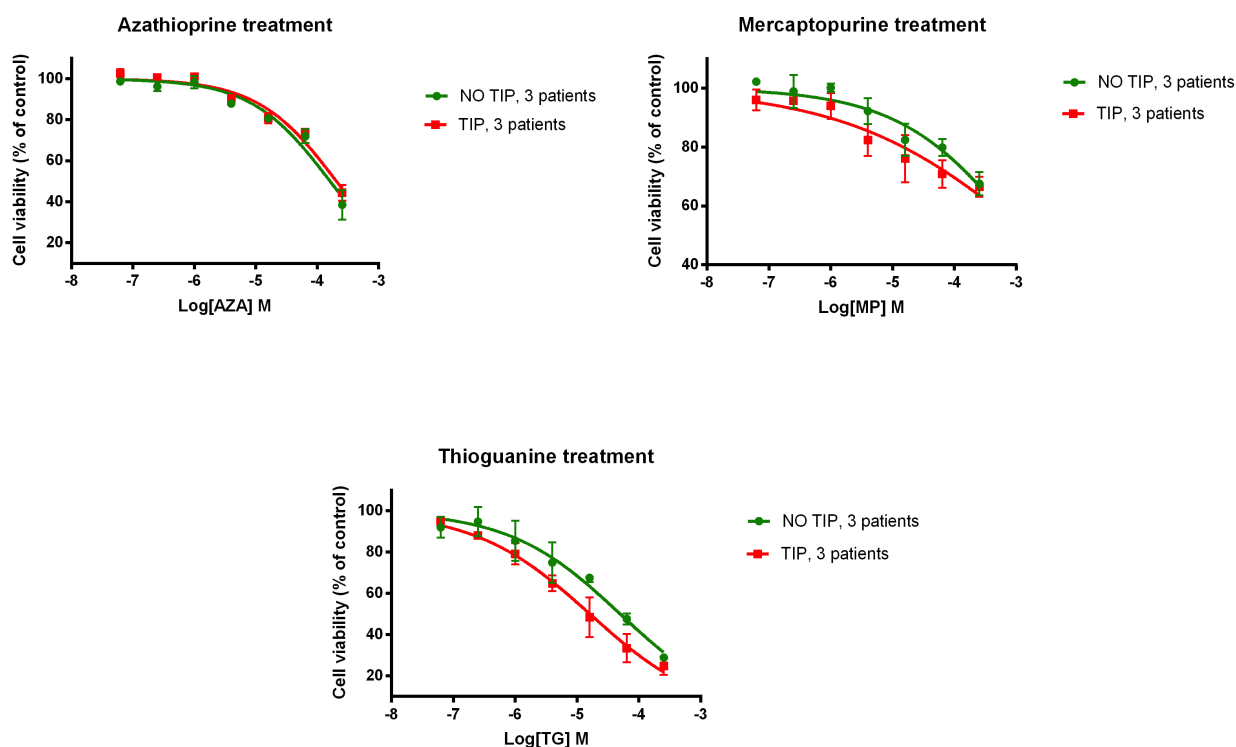 Azathioprine treatment
Cell viability (% of control)
100
80
60
40
20
-8 -7 -6 -5 -4 -3
Log[AZA] M
NO TIP, 3 patients
TIP, 3 patients
Mercaptopurine treatment
Cell viability (% of control)
100
80
60
40
-8 -7 -6 -5 -4 -3
Log[MP] M
NO TIP, 3 patients
TIP, 3 patients
Thioguanine treatment
Cell viability (% of control)
100
80
60
40
20
-8 -7 -6 -5 -4 -3
Log[TG] M
NO TIP, 3 patients
TIP, 3 patients